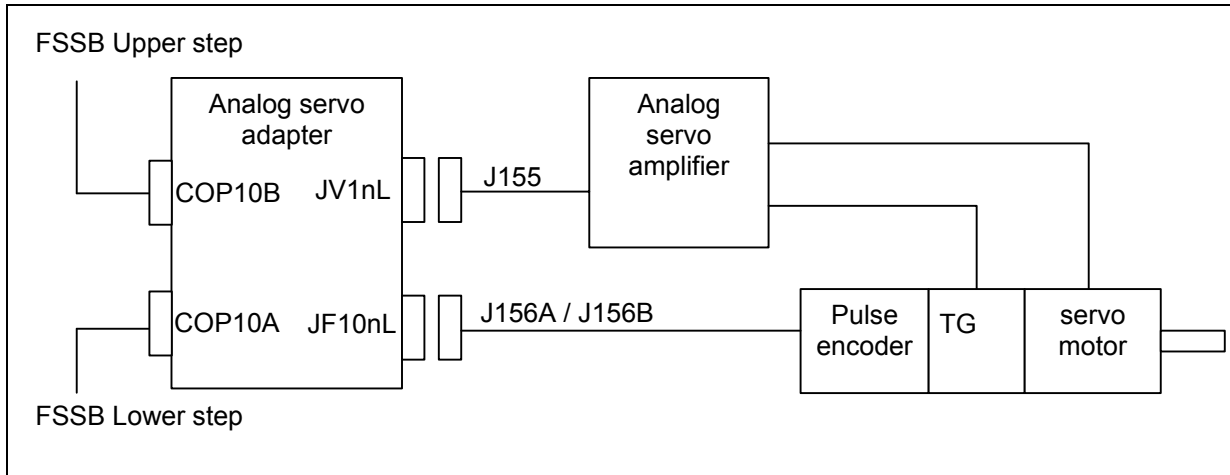 FSSB Upper step
Analog servo
adapter
COP10B
JV1nL
J155
Analog
servo
amplifier
COP10A
JF10nL
J156A / J156B
Pulse
encoder
TG
servo
motor
FSSB Lower step